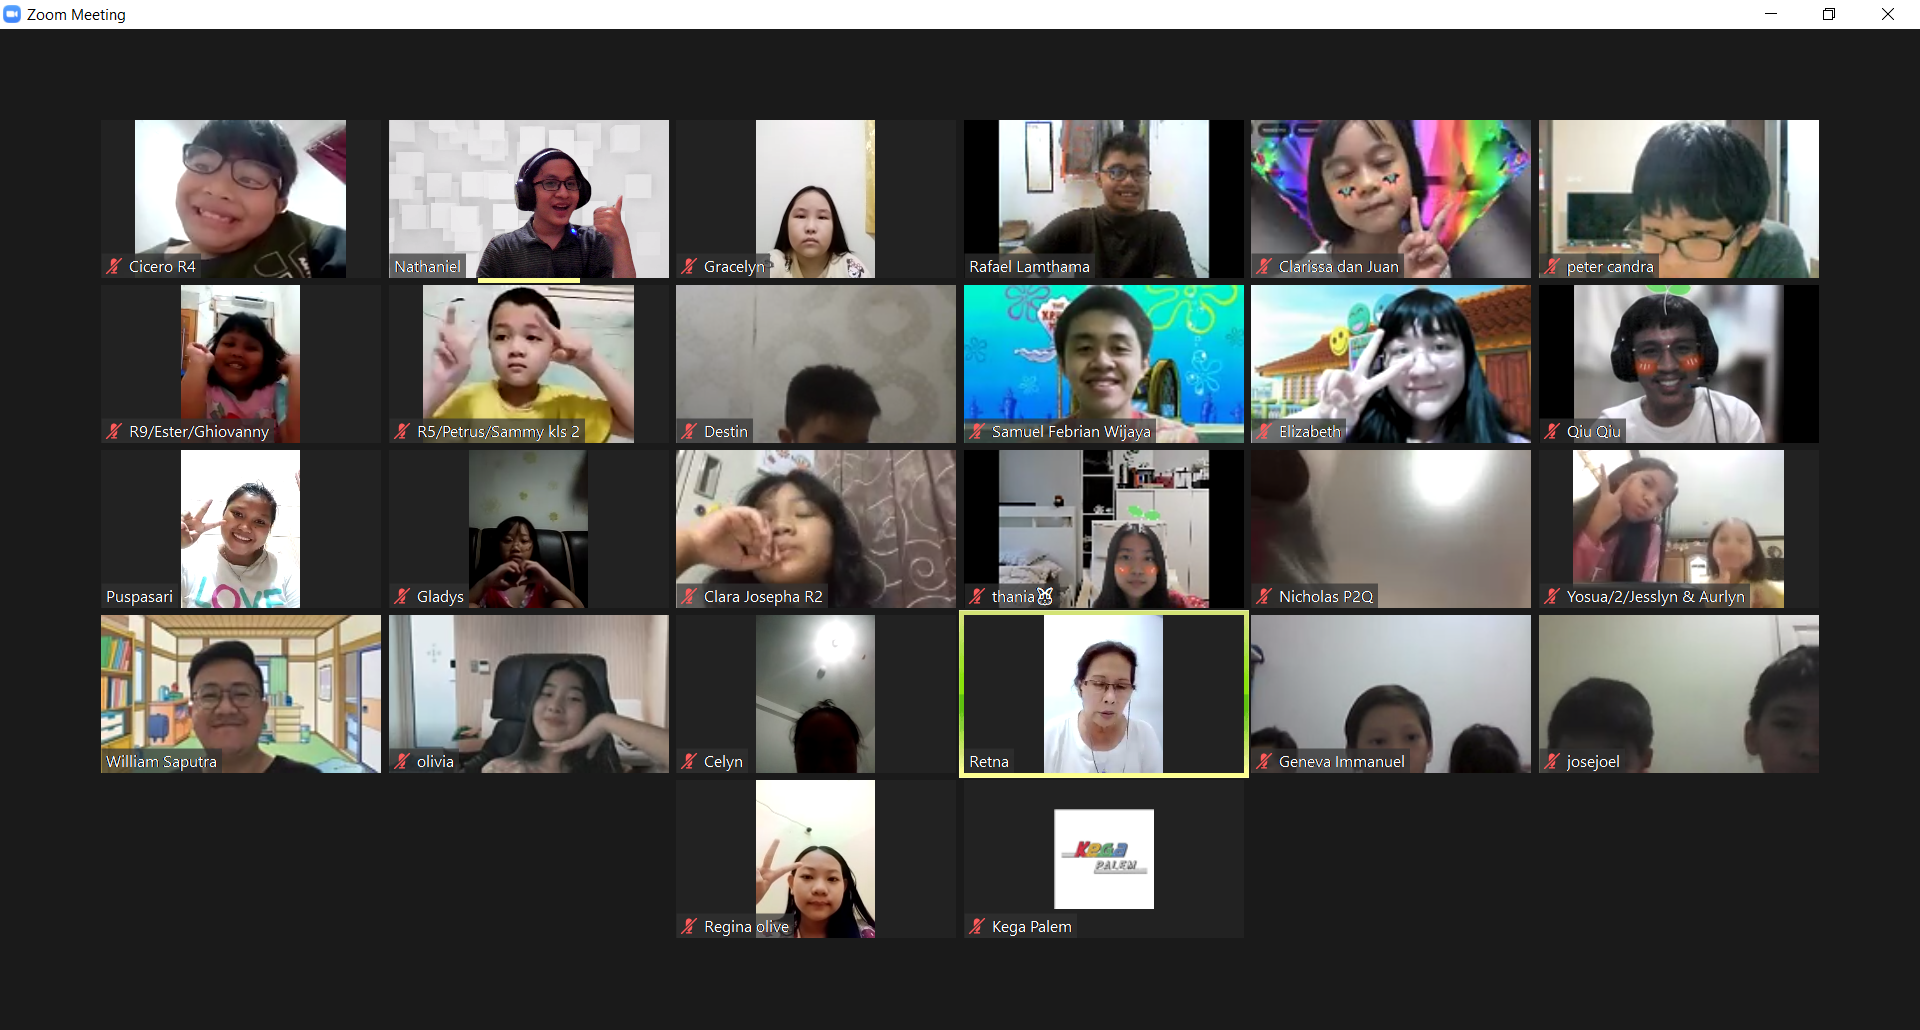 Zoom Meeting
Cicero R4
Nathaniel
Gracelyn
Rafael Lamthama
Clarissa dan Juan
peter candra
R9/Ester/Ghiovanny
R5/Petrus/Sammy kls 2
Destin
Samuel Febrian Wijaya
Elizabeth
Qiu Qiu
Puspasari
LOVE
Gladys
Clara Josepha R2
thania
Nicholas P2Q
Yosua/2/Jesslyn & Aurlyn
William Saputra
olivia
Celyn
Retna
Geneva Immanuel
josejoel
Regina olive
KeGa
PALEM
Kega Palem